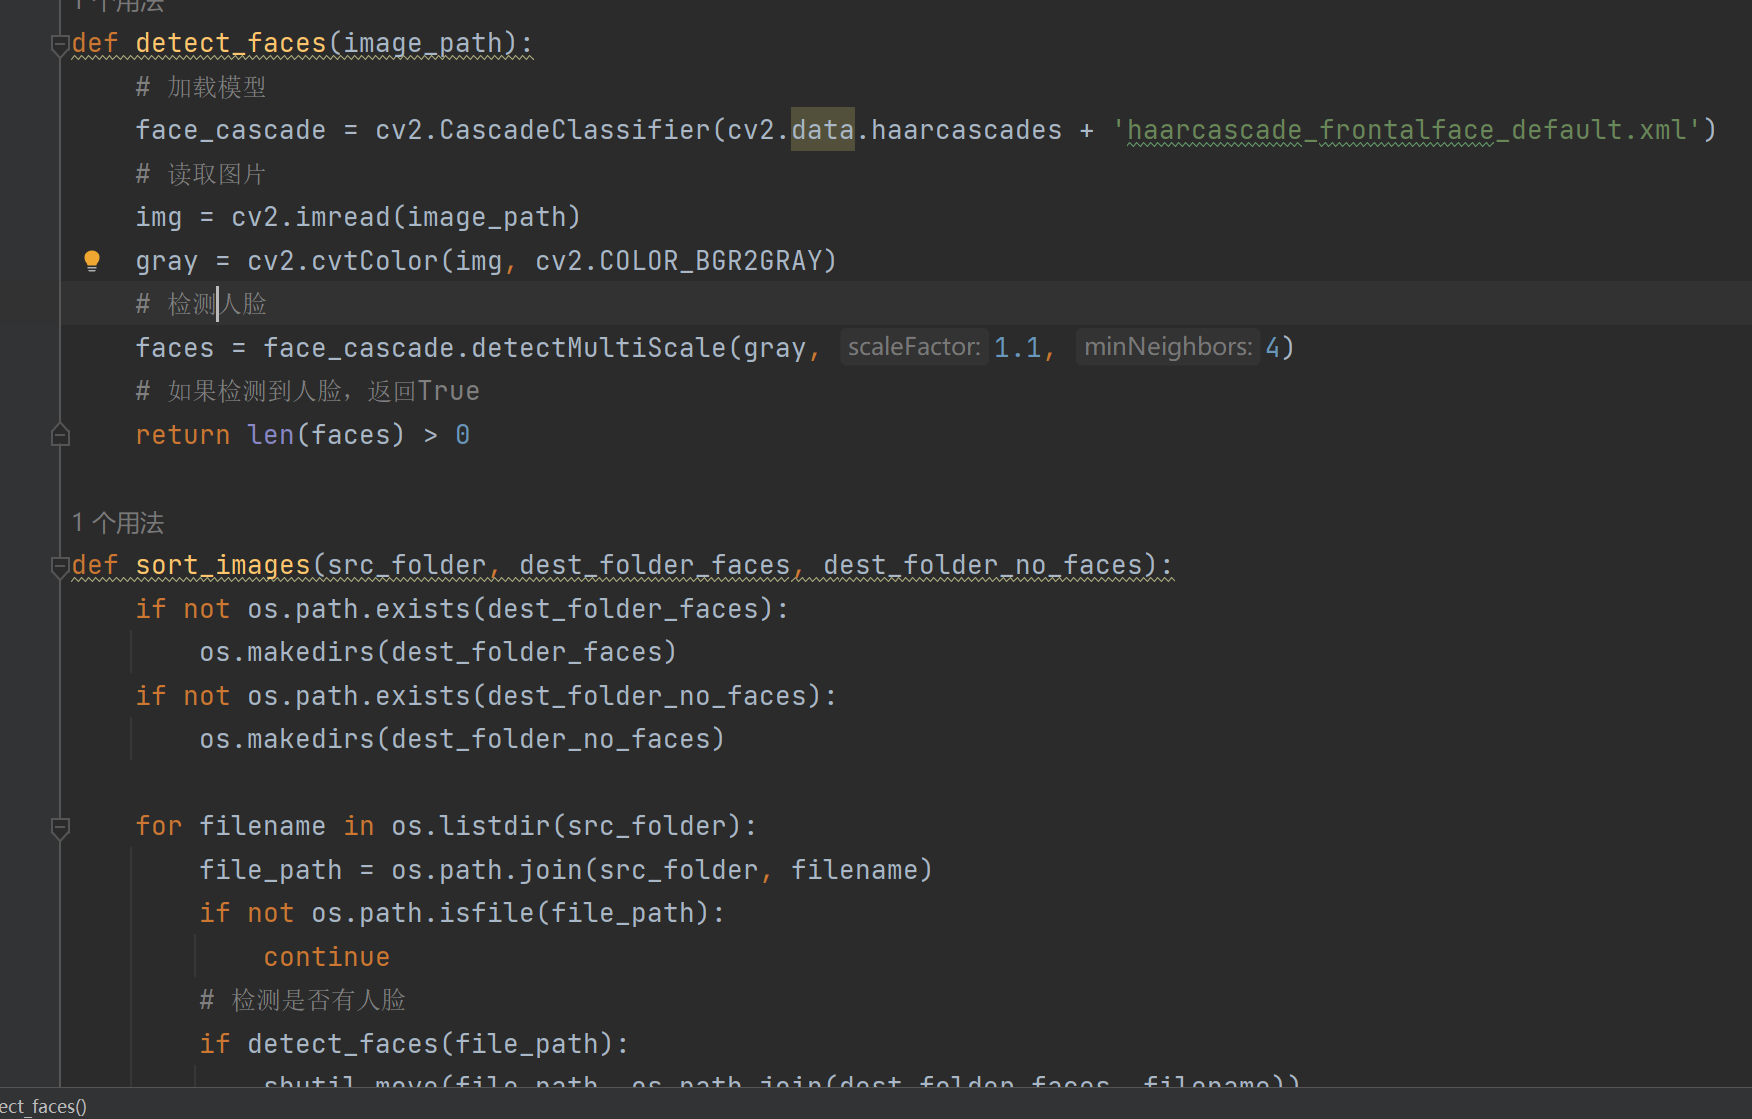 1 个用法
def detect_faces(image_path):
# 加载模型
face_cascade = cv2.CascadeClassifier(cv2.data.haarcascades + 'haarcascade_frontalface_default.xml')
# 读取图片
img = cv2.imread(image_path)
gray = cv2.cvtColor(img, cv2.COLOR_BGR2GRAY)
# 检测人脸
faces = face_cascade.detectMultiScale(gray, scaleFactor: 1.1, minNeighbors: 4)
# 如果检测到人脸，返回True
return len(faces) > 0
1 个用法
def sort_images(src_folder, dest_folder_faces, dest_folder_no_faces):
if not os.path.exists(dest_folder_faces):
os.makedirs(dest_folder_faces)
if not os.path.exists(dest_folder_no_faces):
os.makedirs(dest_folder_no_faces)
for filename in os.listdir(src_folder):
file_path = os.path.join(src_folder, filename)
if not os.path.isfile(file_path):
continue
# 检测是否有人脸
if detect_faces(file_path):
shutil.move(file_path, os.path.join(dest_folder_faces, filename))
ect_faces()